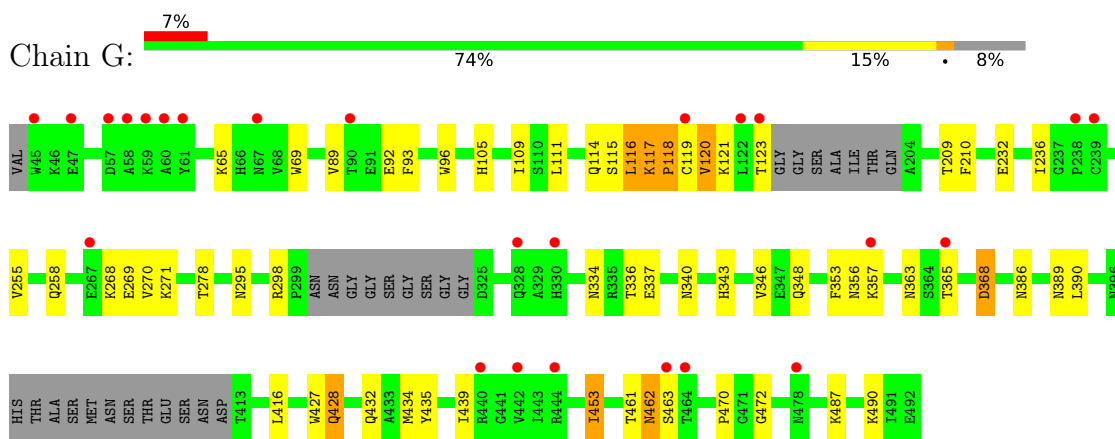 7%
Chain G:
74% 15% • 8%
VAL W45 K46 E47 D57 A58 K59 A60 Y61 K65 H66 N67 V68 W69 V89 T90 E91 E92 F93 W96 H105 I109 S110 L111 Q114 S115 L116 K117 P118 C119 V120 K121 L122 T123 GLY GLY SER ALA ILE THR GLN A204 T209 F210 E232 I236 G237 P238 C239
V255 Q258 E267 K268 E269 V270 K271 T278 N295 R298 P299 ASN ASN GLY GLY SER GLY SER GLY GLY D325 Q328 A329 H330 N334 R335 T336 E337 N340 H343 V346 E347 Q348 F353 N356 K357 N363 S364 T365 D368 N386 N389 L390 N396
HIS THR ALA SER MET ASN SER THR GLU SER ASN ASP T413 L416 W427 Q428 Q432 A433 M434 Y435 I439 R440 G441 V442 I443 R444 I453 T461 N462 S463 T464 P470 G471 G472 N478 K487 K490 I491 E492